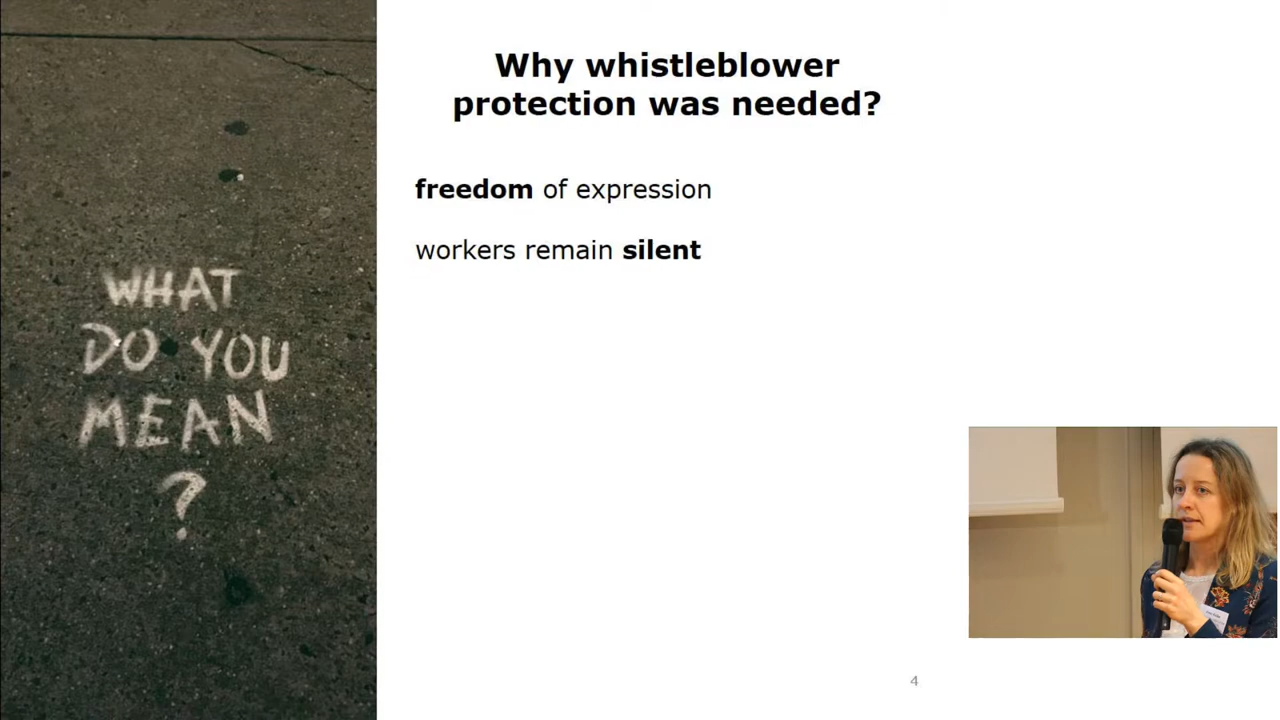 Why whistleblower
protection was needed?
freedom of expression
workers remain silent
WHAT
DO YOU
MEAN
?
4